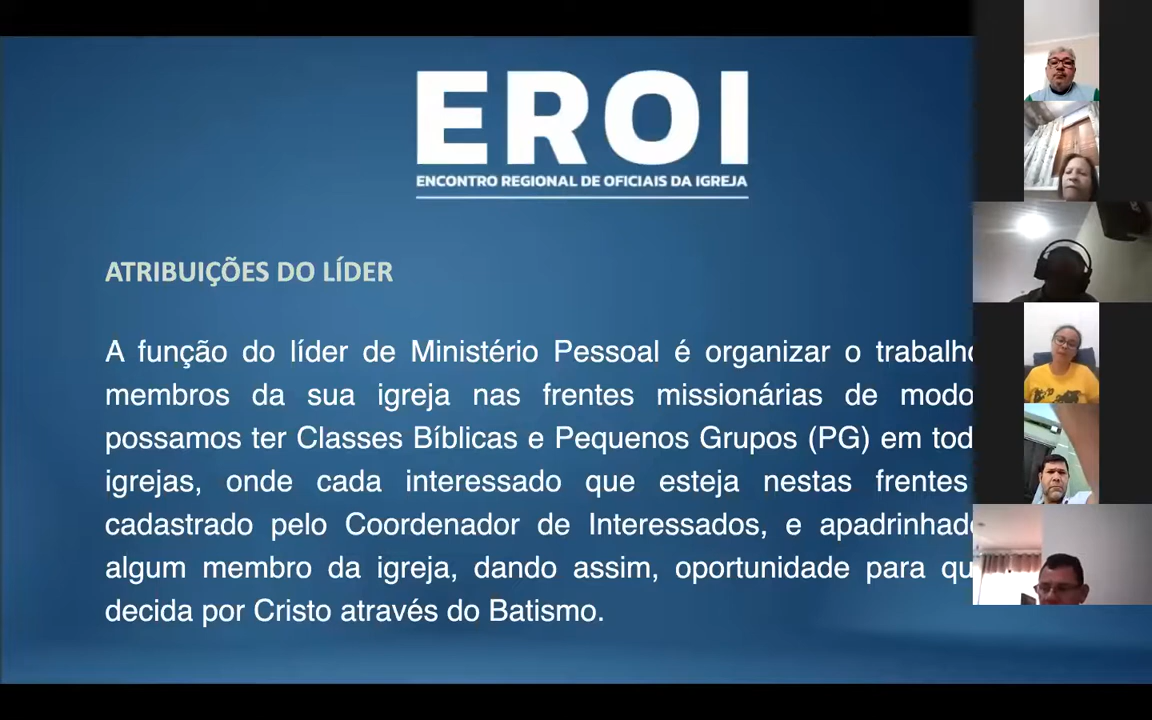 EROI
ENCONTRO REGIONAL DE OFICIAIS DA IGREJA
ATRIBUIÇÕES DO LÍDER
A função do líder de Ministério Pessoal é organizar o trabalho
membros da sua igreja nas frentes missionárias de modo
possamos ter Classes Bíblicas e Pequenos Grupos (PG) em tod
igrejas, onde cada interessado que esteja nestas frentes
cadastrado pelo Coordenador de Interessados, e apadrinhado
algum membro da igreja, dando assim, oportunidade para qu
decida por Cristo através do Batismo.